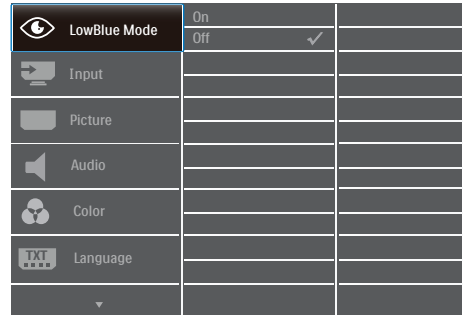 LowBlue Mode
On
Off
Input
Picture
Audio
Color
TXT
Language